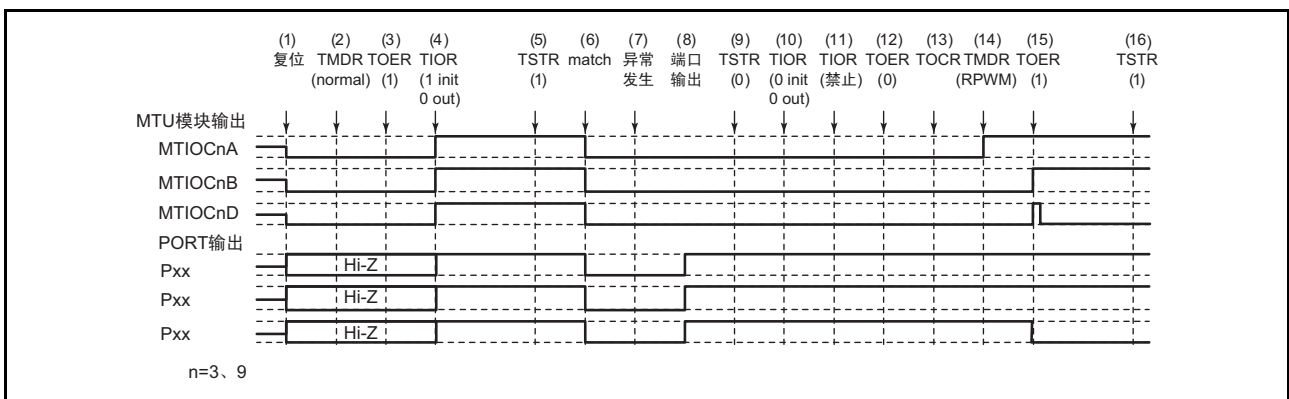 (1) (2) (3) (4) (5) (6) (7) (8) (9) (10) (11) (12) (13) (14) (15) (16)
复位 TMDR TOER TIOR TSTR match 异常 端口 TSTR TIOR TIOR TOER TOCR TMDR TOER TSTR
(normal) (1) (1 init (1) 发生 输出 (0) (0 init (禁止) (0) (RPWM) (1) (1)
0 out) 0 out)
MTU模块输出
MTIOCnA
MTIOCnB
MTIOCnD
PORT输出
Pxx Hi-Z
Pxx Hi-Z
Pxx Hi-Z
n=3、9